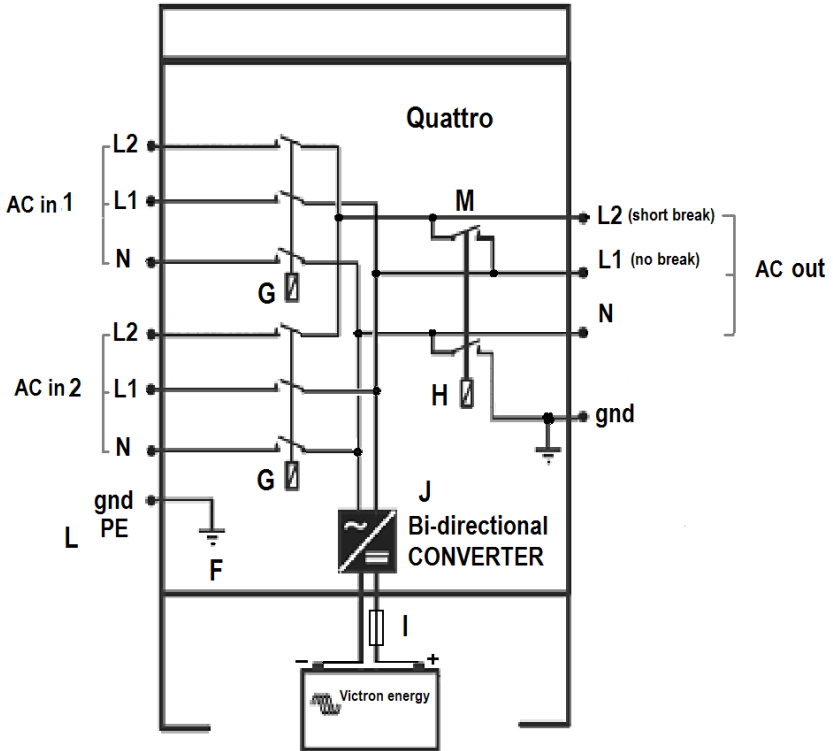 Quattro
L2
AC in 1
L1
N
G
M
L2 (short break)
L1 (no break)
AC out
N
L2
AC in 2
L1
N
G
H
gnd
gnd
L
PE
F
J
Bi-directional
CONVERTER
I
- +
Victron energy